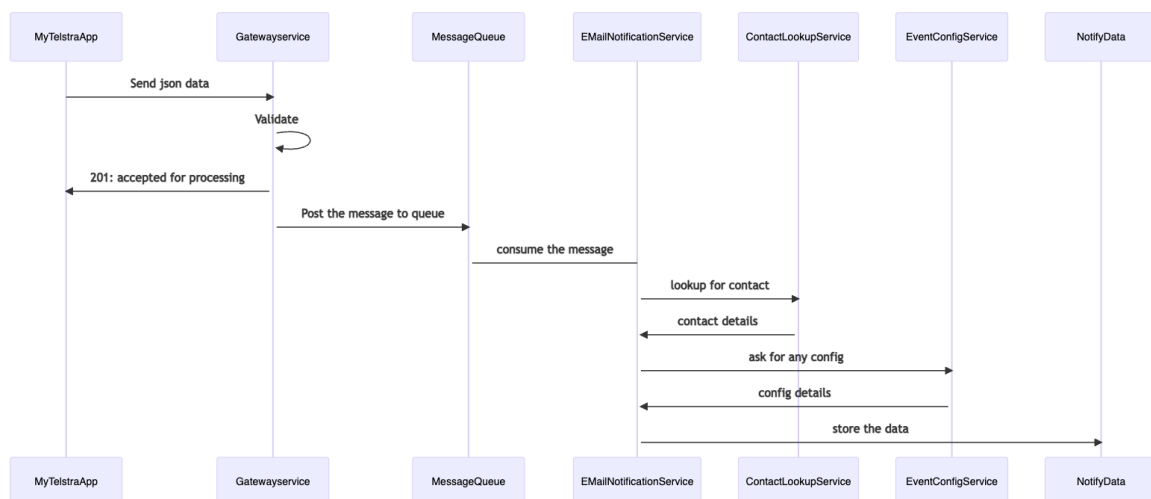 MyTelstraApp
Gatewayservice
MessageQueue
EMailNotificationService
ContactLookupService
EventConfigService
NotifyData
Send json data
Validate
201: accepted for processing
Post the message to queue
consume the message
lookup for contact
contact details
ask for any config
config details
store the data
MyTelstraApp
Gatewayservice
MessageQueue
EMailNotificationService
ContactLookupService
EventConfigService
NotifyData